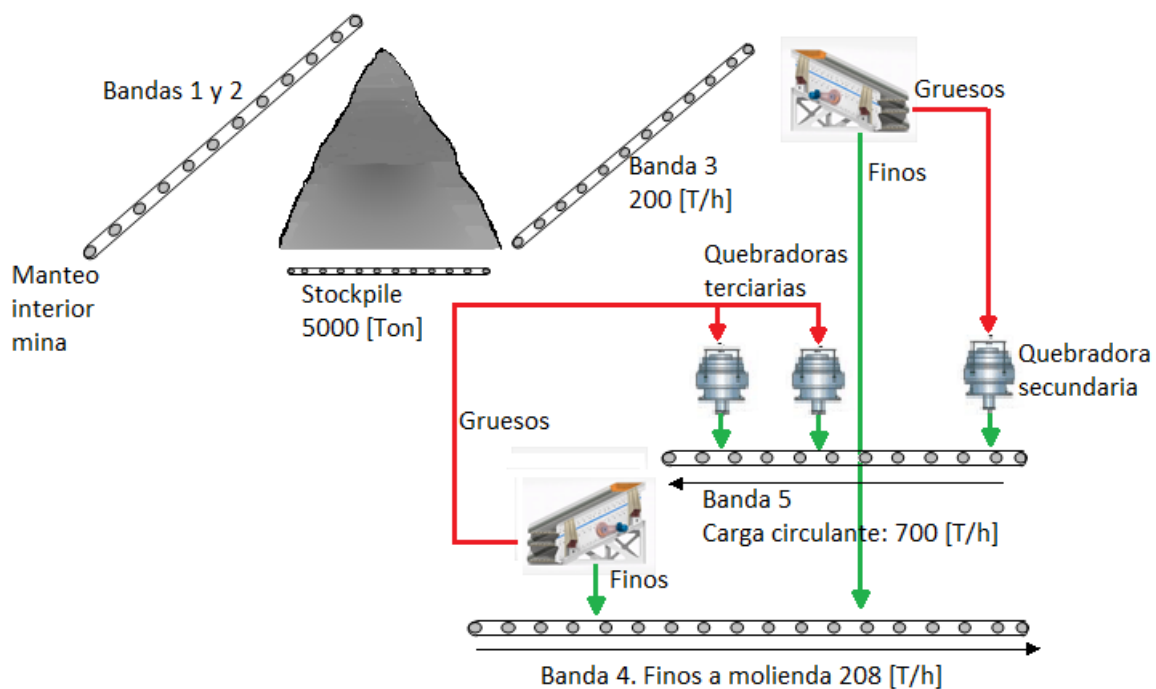 Bandas 1 y 2
Manteo
interior
mina
Stockpile
5000 [Ton]
Banda 3
200 [T/h]
Gruesos
Finos
Quebradoras
terciarias
Quebradora
secundaria
Gruesos
Banda 5
Carga circulante: 700 [T/h]
Finos
Banda 4. Finos a molienda 208 [T/h]